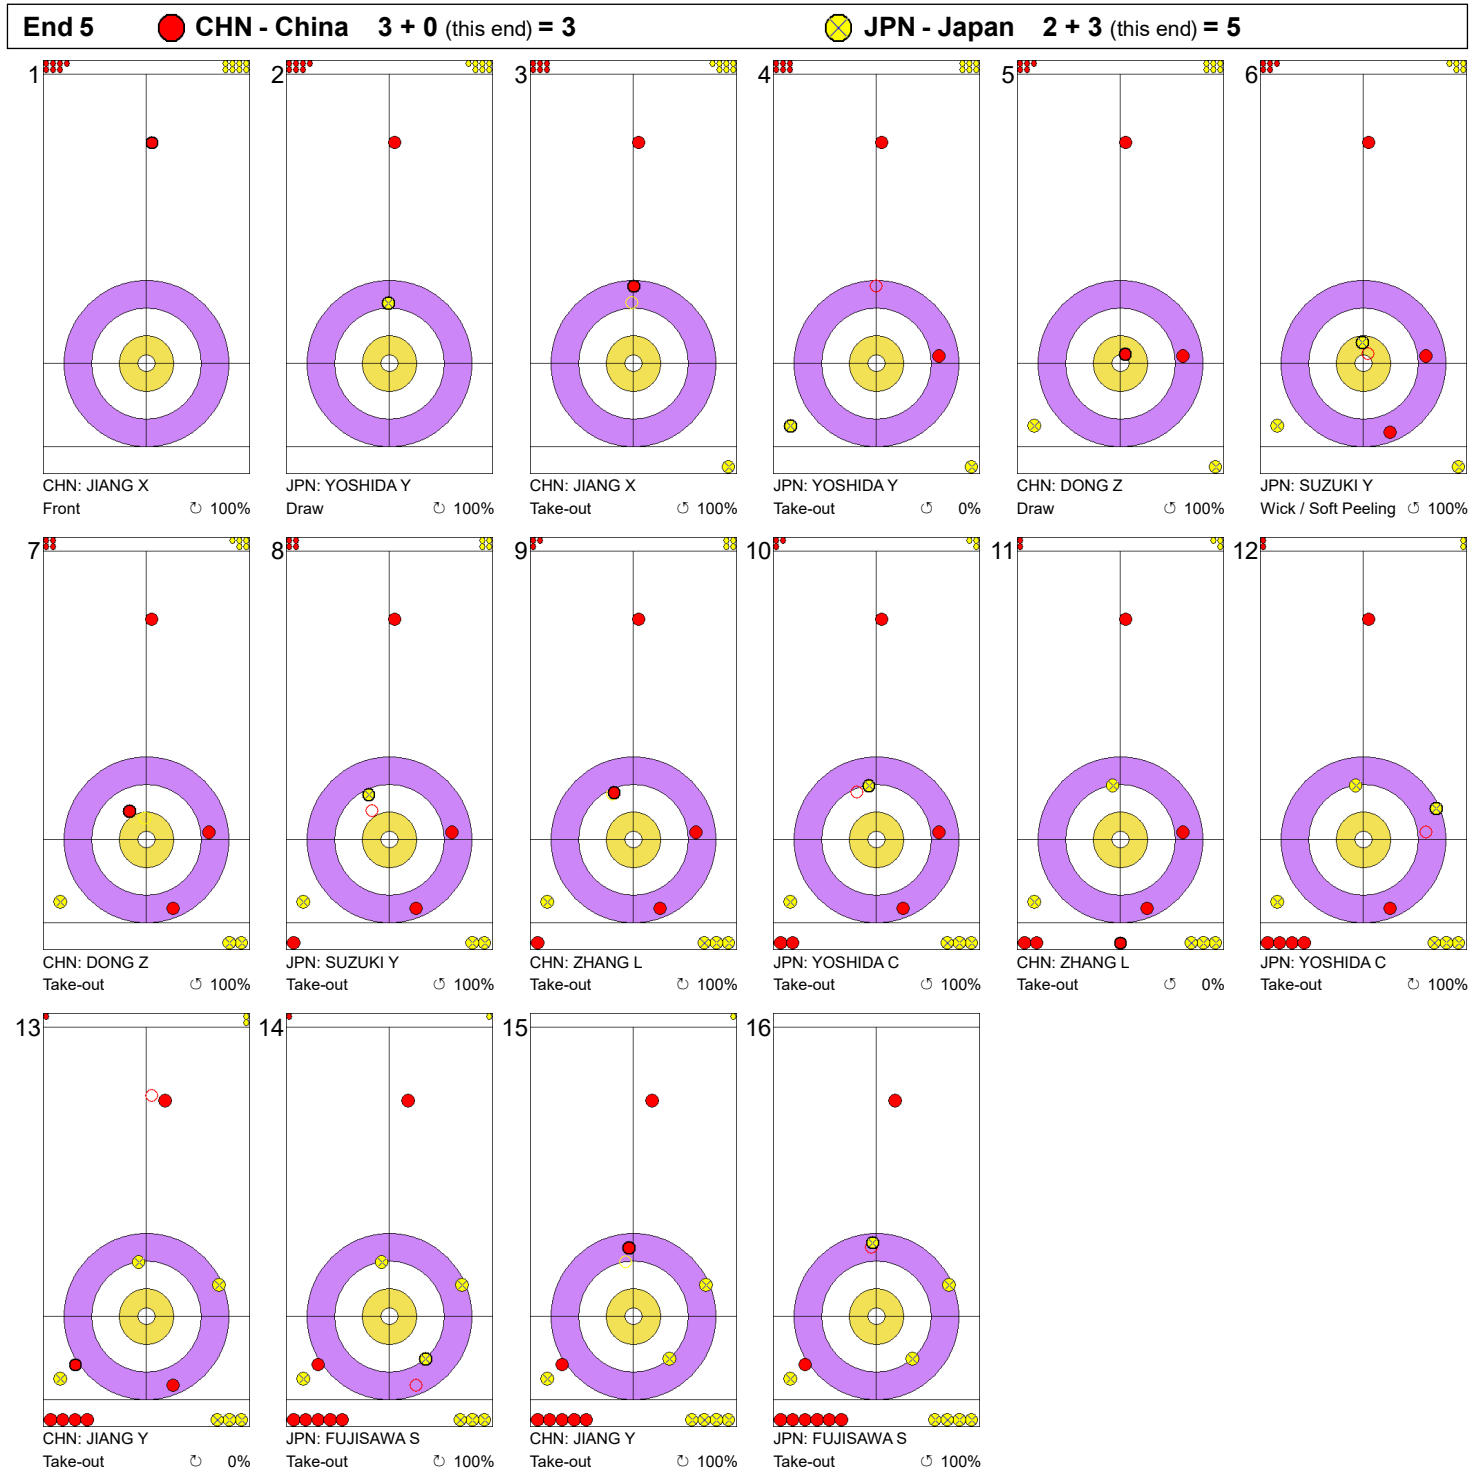 End 5 CHN - China 3 + 0 (this end) = 3 JPN - Japan 2 + 3 (this end) = 5
1 2 3 4 5 6
CHN: JIANG X JPN: YOSHIDA Y CHN: JIANG X JPN: YOSHIDA Y CHN: DONG Z JPN: SUZUKI Y
Front ↻ 100% Draw ↻ 100% Take-out ↺ 100% Take-out ↺ 0% Draw ↺ 100% Wick / Soft Peeling ↺ 100%
7 8 9 10 11 12
CHN: DONG Z JPN: SUZUKI Y CHN: ZHANG L JPN: YOSHIDA C CHN: ZHANG L JPN: YOSHIDA C
Take-out ↺ 100% Take-out ↺ 100% Take-out ↻ 100% Take-out ↺ 100% Take-out ↺ 0% Take-out ↻ 100%
13 14 15 16
CHN: JIANG Y JPN: FUJISAWA S CHN: JIANG Y JPN: FUJISAWA S
Take-out ↻ 0% Take-out ↻ 100% Take-out ↻ 100% Take-out ↺ 100%